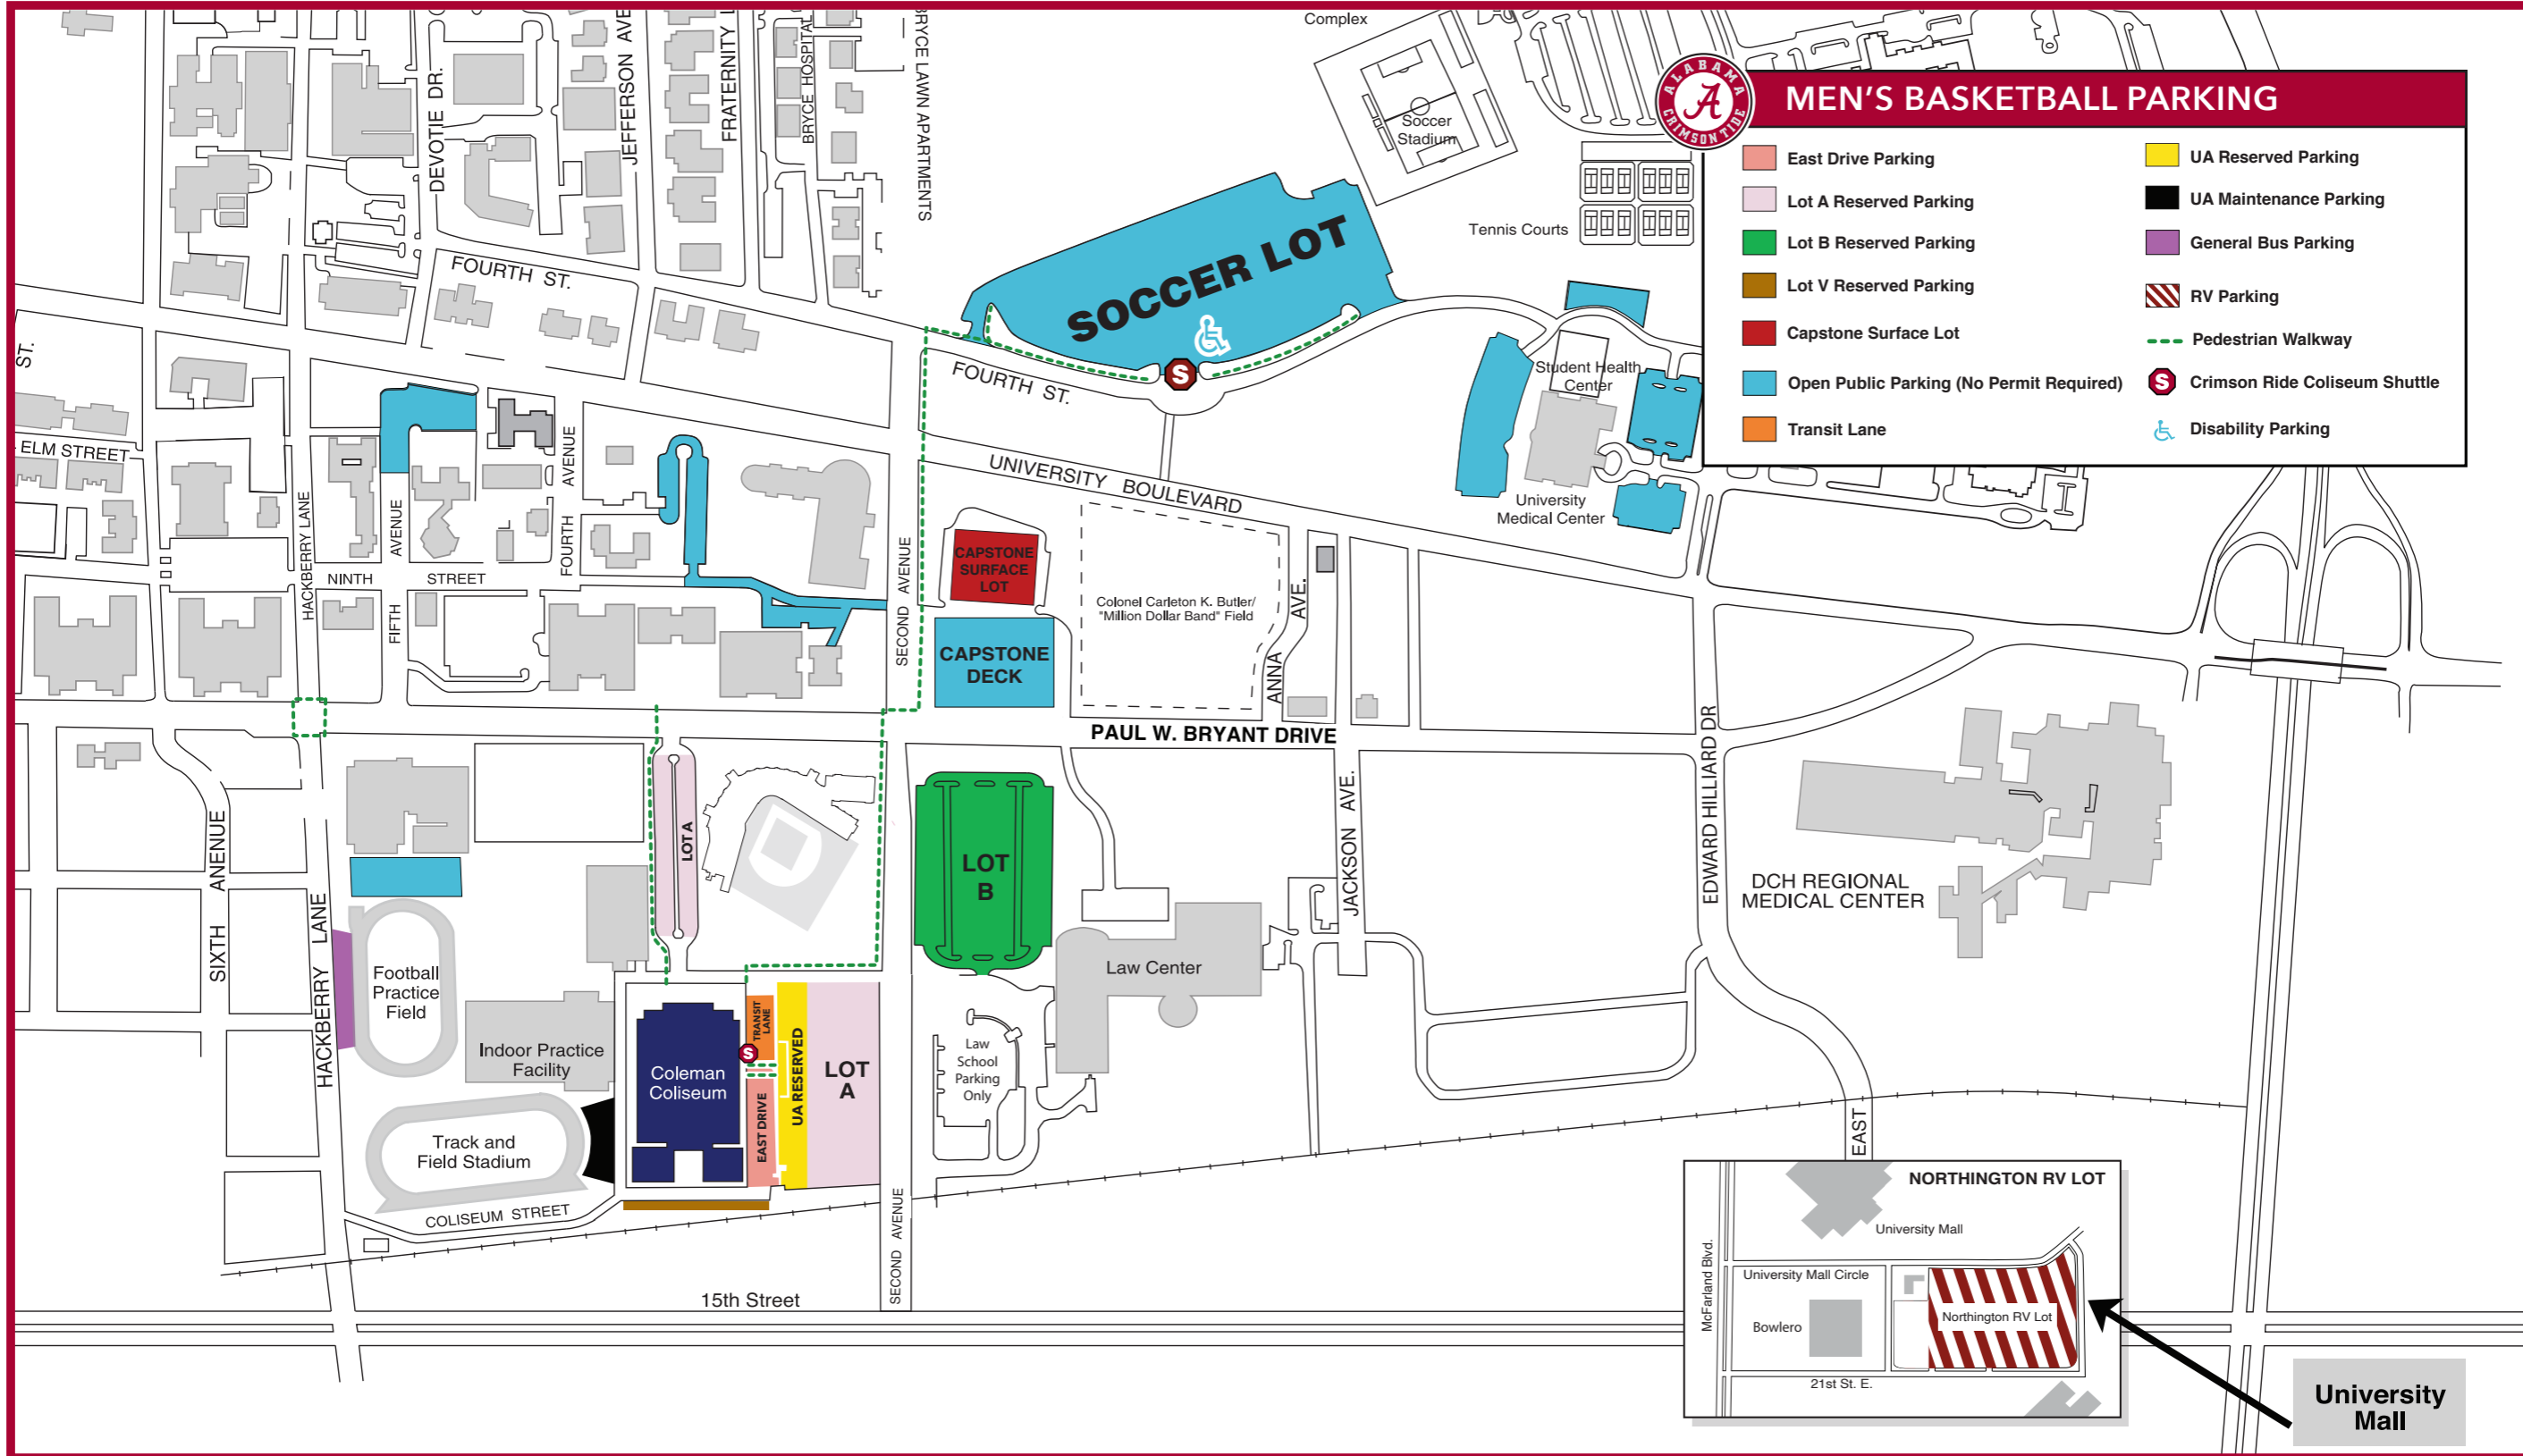 Complex
BRYCE LAWN APARTMENTS
BRYCE HOSPITAL
FRATERNITY
JEFFERSON AVE
DEVOTIE DR.
Soccer
Stadium
Tennis Courts
ALABAMA
A
CRIMSON TIDE
MEN'S BASKETBALL PARKING
East Drive Parking
Lot A Reserved Parking
Lot B Reserved Parking
Lot V Reserved Parking
Capstone Surface Lot
Open Public Parking (No Permit Required)
Transit Lane
UA Reserved Parking
UA Maintenance Parking
General Bus Parking
RV Parking
Pedestrian Walkway
S
Crimson Ride Coliseum Shuttle
Disability Parking
FOURTH ST.
SOCCER LOT
S
FOURTH ST.
ST.
ELM STREET
Student Health
Center
University
Medical Center
UNIVERSITY BOULEVARD
HACKBERRY LANE
FIFTH AVENUE
FOURTH AVENUE
NINTH STREET
SECOND AVENUE
CAPSTONE
SURFACE
LOT
CAPSTONE
DECK
Colonel Carleton K. Butler/
"Million Dollar Band" Field
ANNA AVE.
PAUL W. BRYANT DRIVE
JACKSON AVE.
EDWARD HILLIARD DR
DCH REGIONAL
MEDICAL CENTER
SIXTH ANENUE
HACKBERRY LANE
LOT A
LOT
B
Law Center
Football
Practice
Field
Indoor Practice
Facility
Coleman
Coliseum
S
TRANSIT
LANE
EAST DRIVE
UA RESERVED
LOT
A
Law
School
Parking
Only
Track and
Field Stadium
COLISEUM STREET
SECOND AVENUE
15th Street
EAST
NORTHINGTON RV LOT
University Mall
McFarland Blvd.
University Mall Circle
Bowlero
Northington RV Lot
21st St. E.
University
Mall